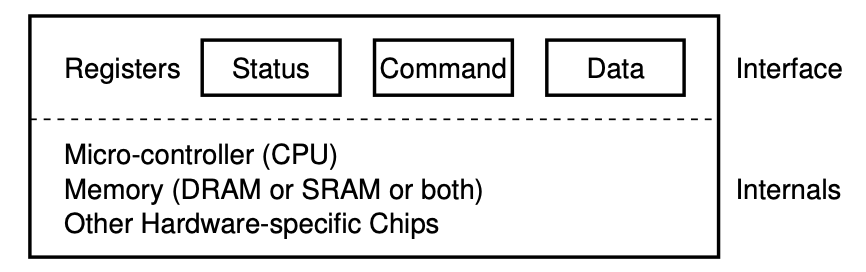 Registers Status Command Data Interface
Micro-controller (CPU)
Memory (DRAM or SRAM or both) Internals
Other Hardware-specific Chips